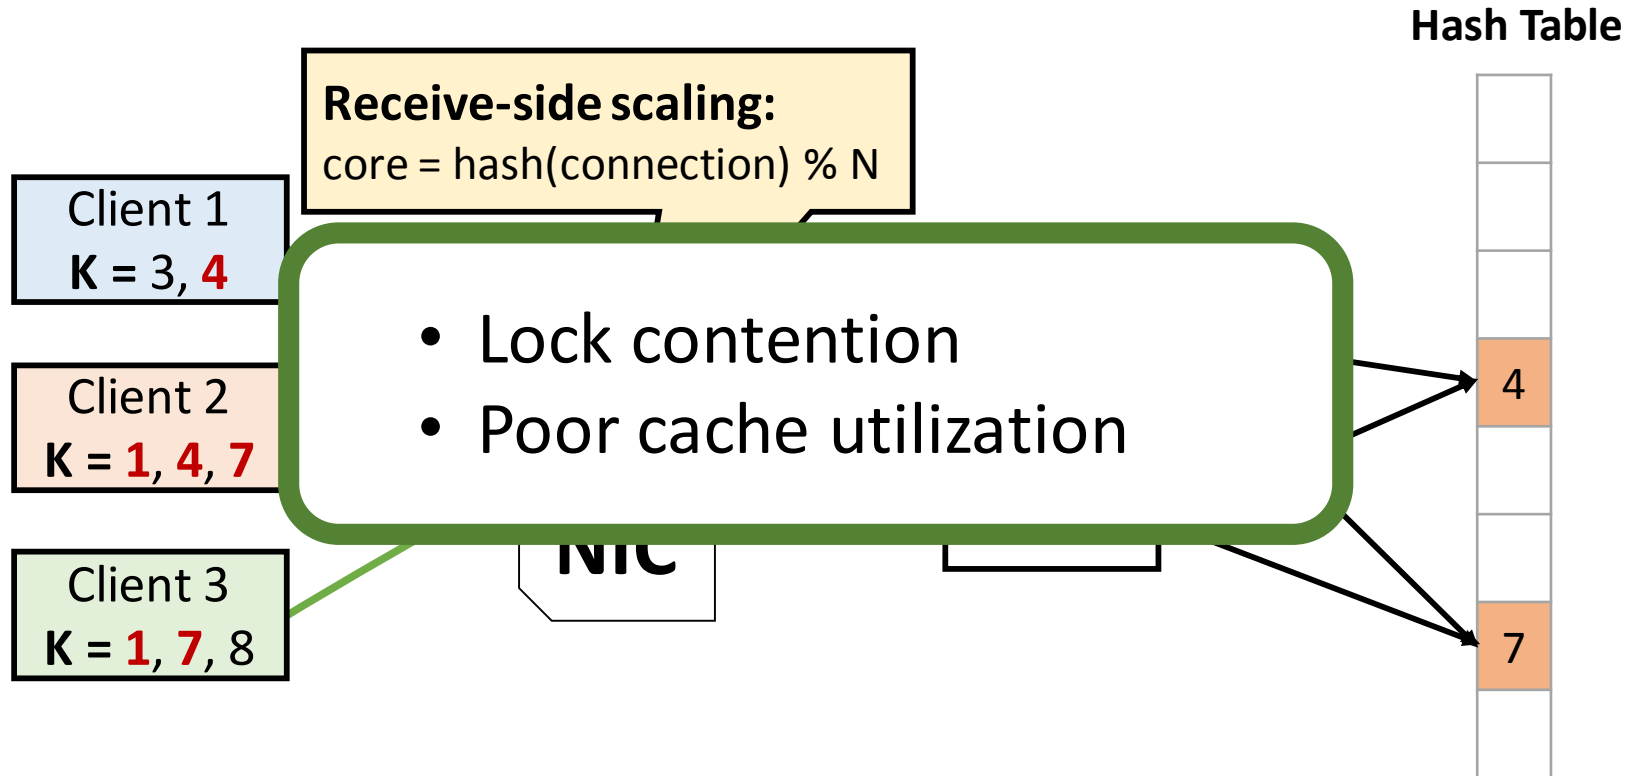 Hash Table
Receive-side scaling:
core = hash(connection) % N
Client 1
K = 3, 4
Client 2
K = 1, 4, 7
Client 3
K = 1, 7, 8
• Lock contention
• Poor cache utilization
NIC
4
7